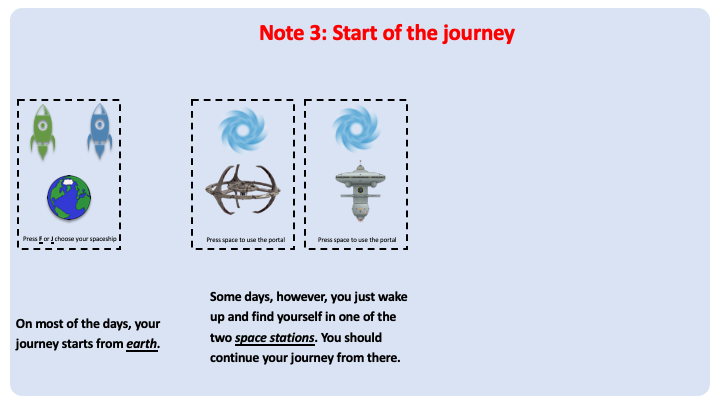 Note 3: Start of the journey
Press F or J choose your spaceship
Press space to use the portal
Press space to use the portal
On most of the days, your
journey starts from earth.
Some days, however, you just wake
up and find yourself in one of the
two space stations. You should
continue your journey from there.